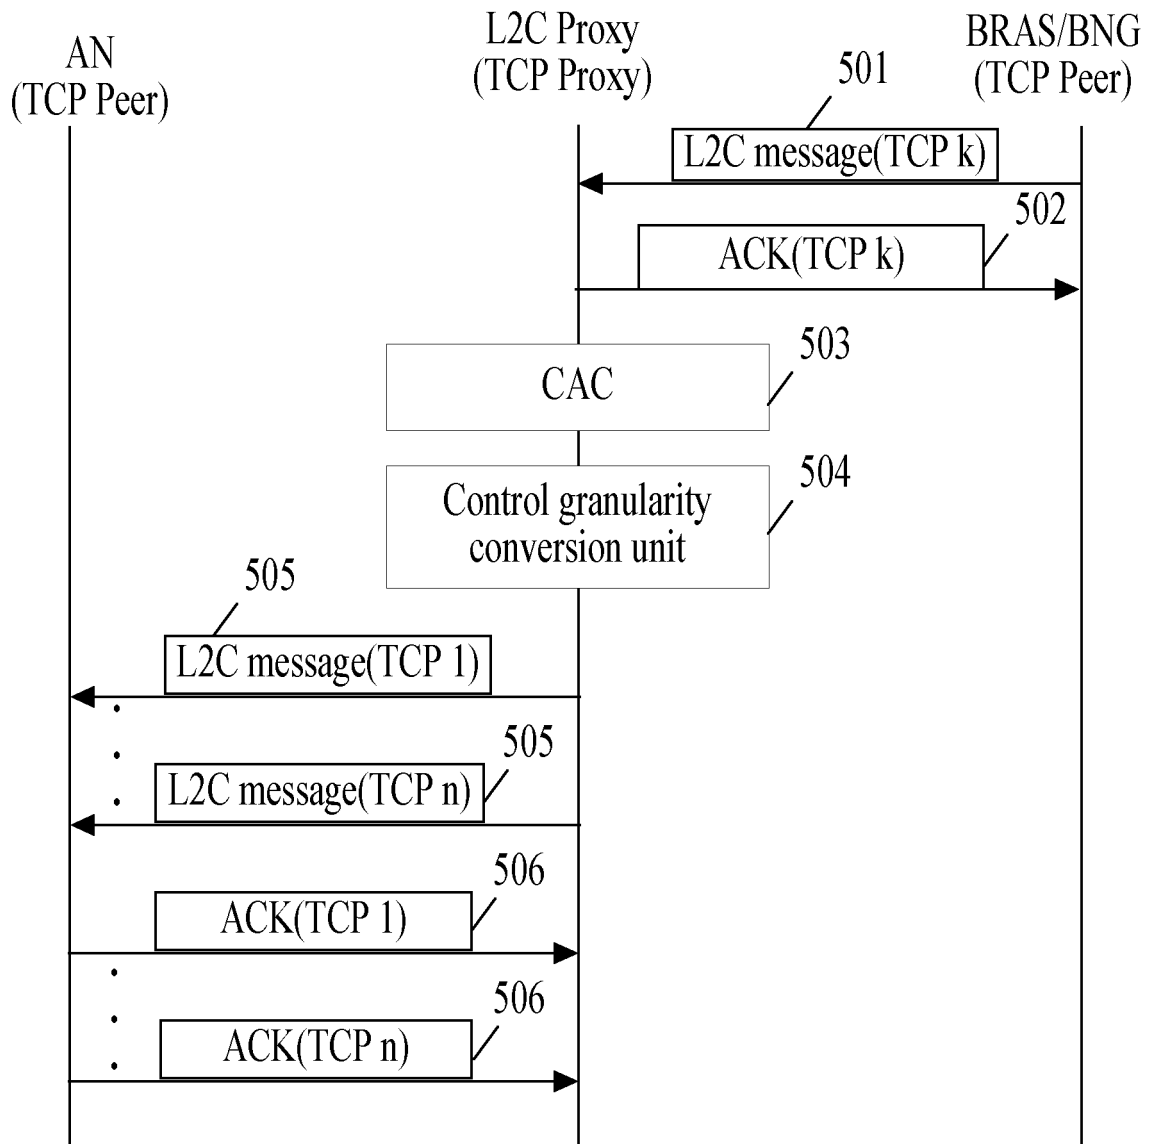 AN
(TCP Peer)
L2C Proxy
(TCP Proxy)
BRAS/BNG
(TCP Peer)
501
L2C message(TCP k)
502
ACK(TCP k)
503
CAC
504
Control granularity
conversion unit
505
L2C message(TCP 1)
505
L2C message(TCP n)
506
ACK(TCP 1)
506
ACK(TCP n)